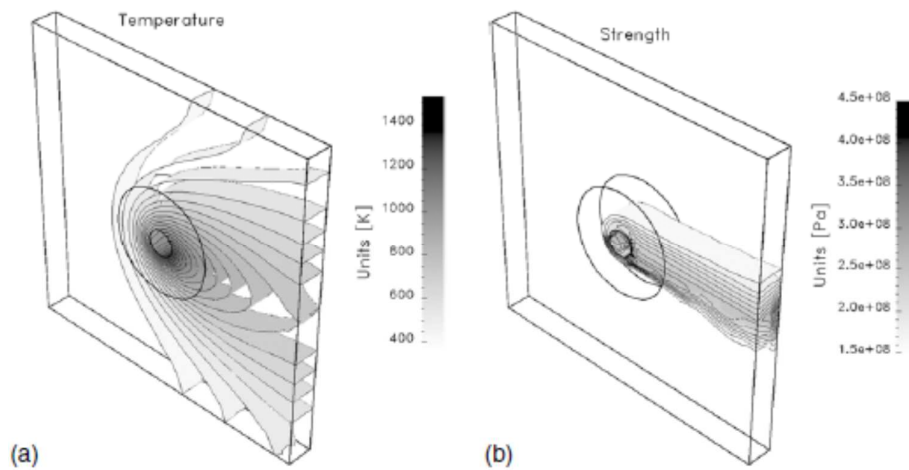 Temperature
1400
1200
1000
800
600
400
Units [K]
(a)
Strength
4.5e+08
4.0e+08
3.5e+08
3.0e+08
2.5e+08
2.0e+08
1.5e+08
Units [Pa]
(b)